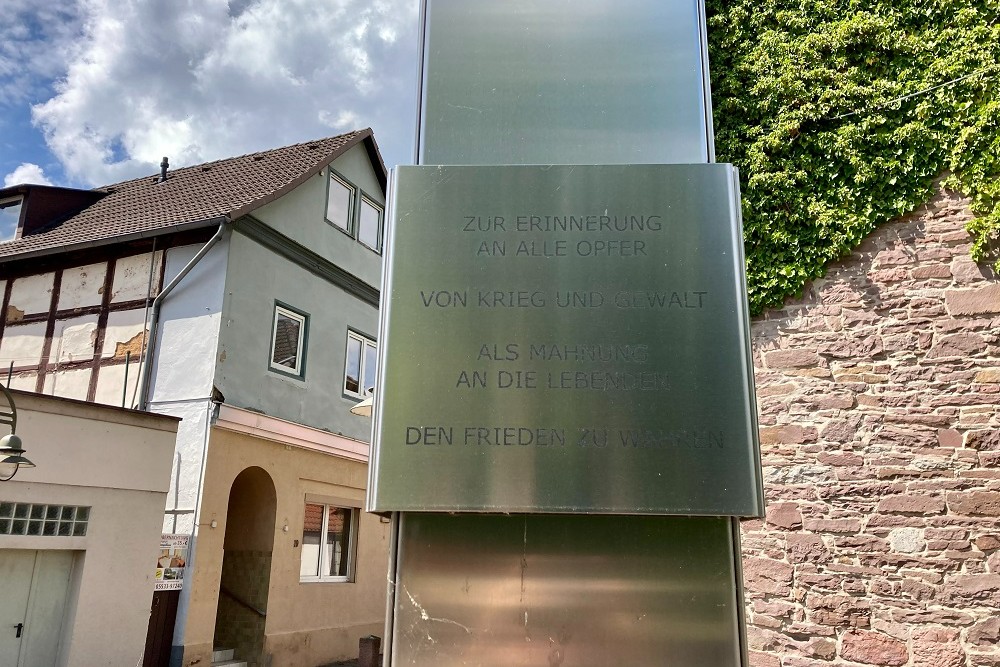 ZUR ERINNERUNG
AN ALLE OPFER
VON KRIEG UND GEWALT
ALS MAHNUNG
AN DIE LEBENDEN
DEN FRIEDEN ZU WAHREN